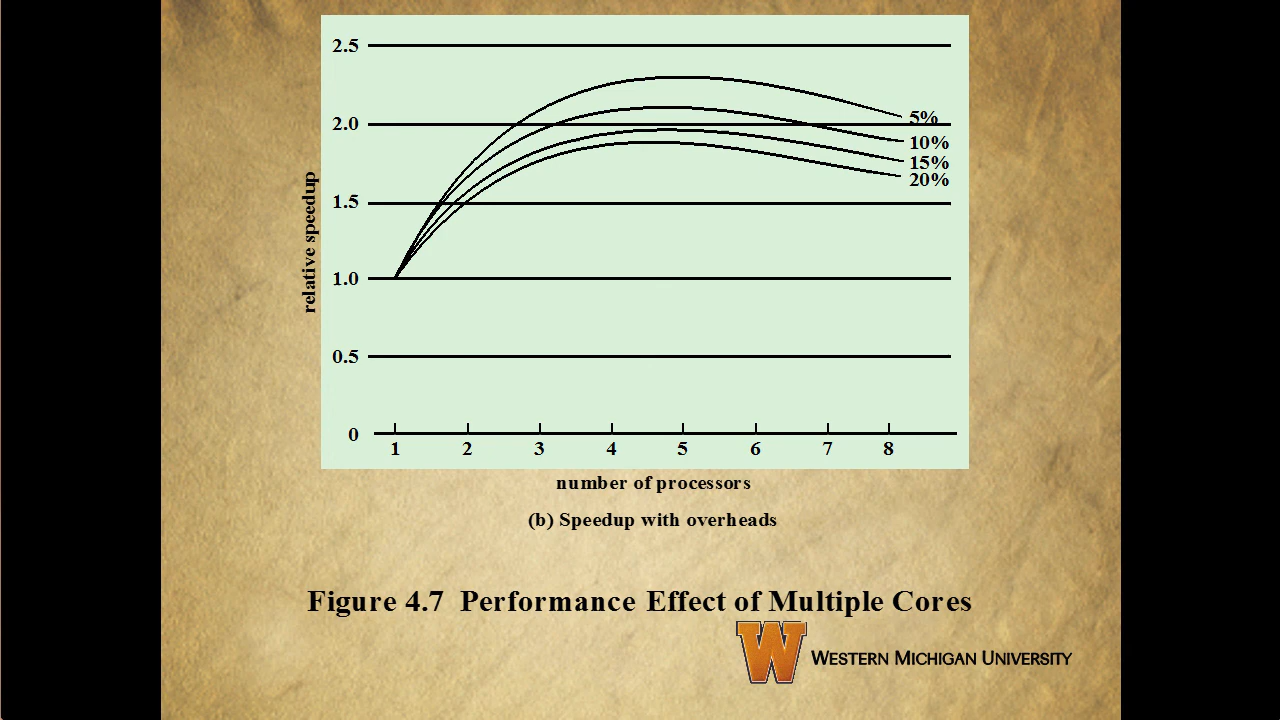 2.5
2.0
1.5
1.0
0.5
0
relative speedup
5%
10%
15%
20%
1 2 3 4 5 6 7 8
number of processors
(b) Speedup with overheads
Figure 4.7 Performance Effect of Multiple Cores
W WESTERN MICHIGAN UNIVERSITY